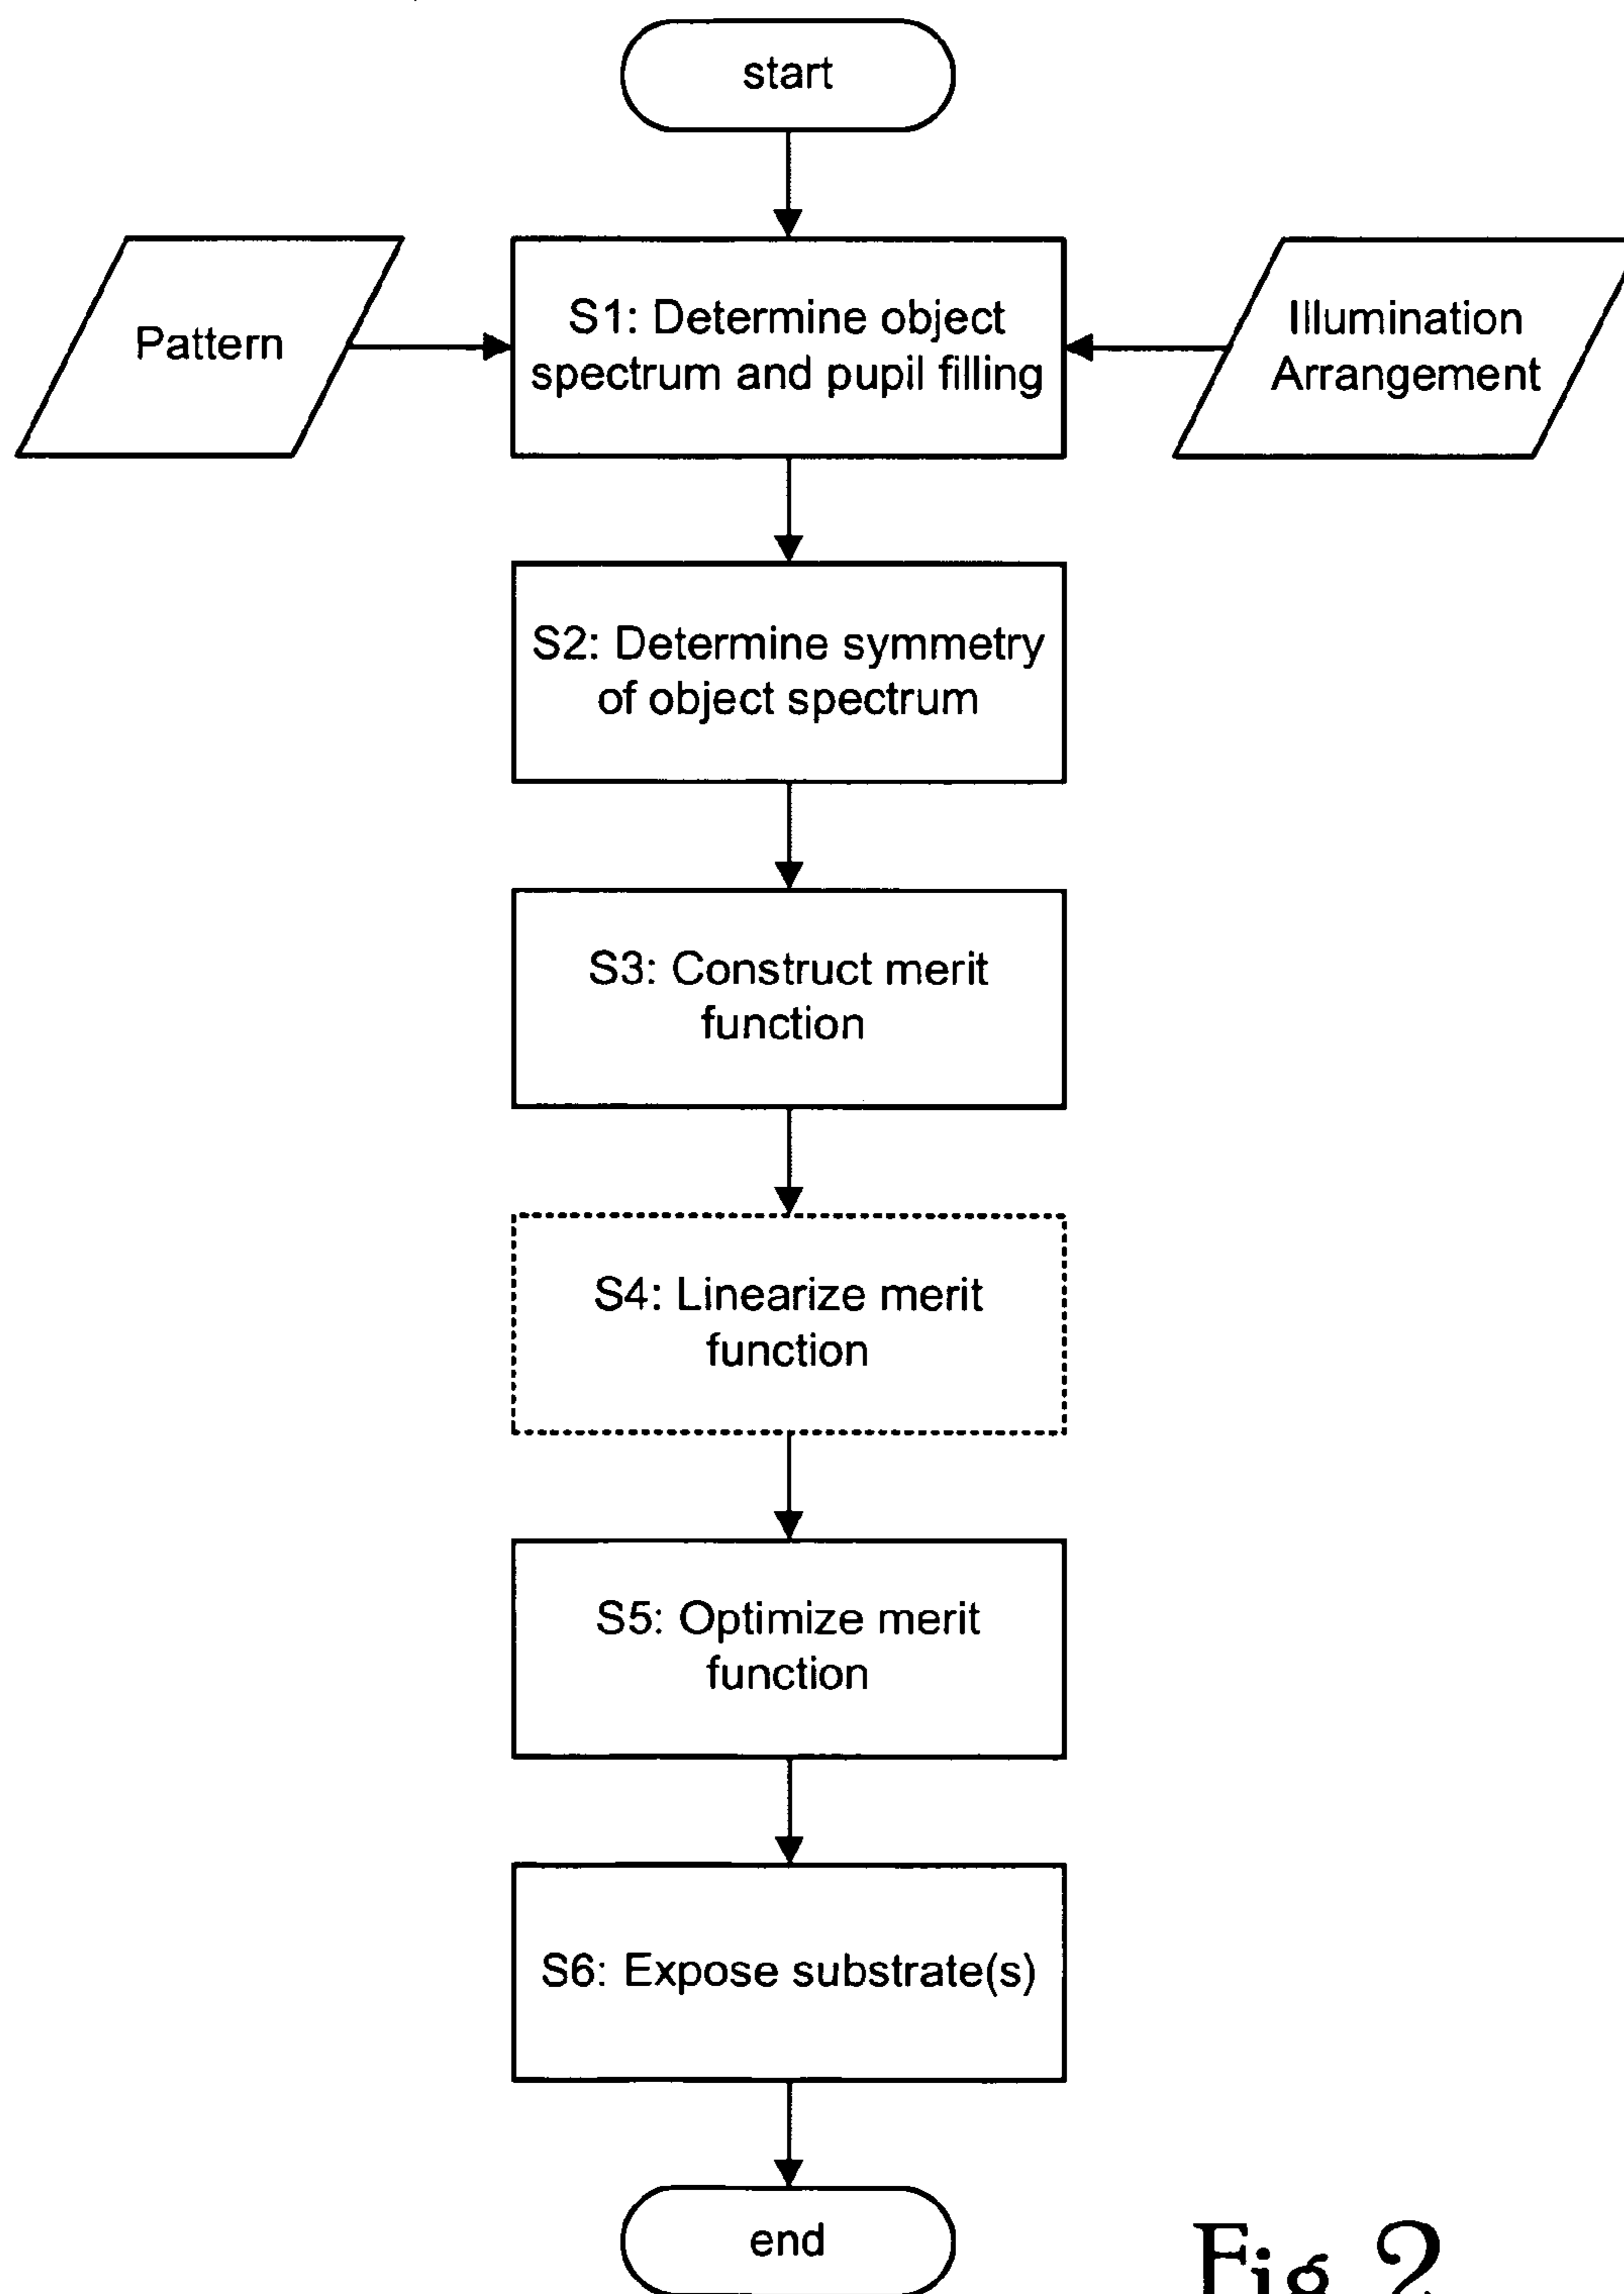 start
Pattern
S1: Determine object
spectrum and pupil filling
Illumination
Arrangement
S2: Determine symmetry
of object spectrum
S3: Construct merit
function
S4: Linearize merit
function
S5: Optimize merit
function
S6: Expose substrate(s)
end
Fig 2